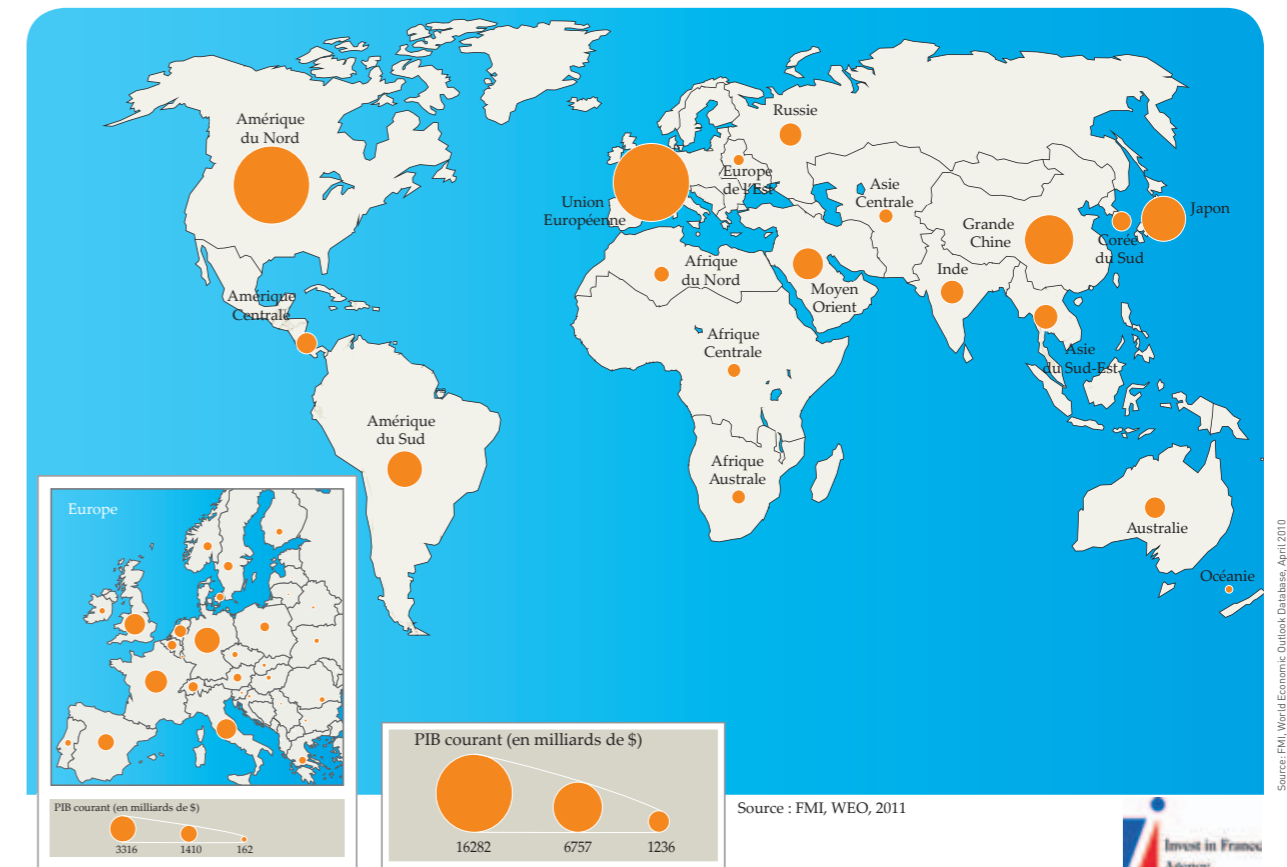 Amérique
du Nord
Russie
Europe
de l'Est
Union
Européenne
Asie
Centrale
Japon
Grande
Chine
Corée
du Sud
Afrique
du Nord
Moyen
Orient
Inde
Amérique
Centrale
Afrique
Centrale
Asie
du Sud-Est
Amérique
du Sud
Afrique
Australe
Australie
Océanie
Europe
PIB courant (en milliards de $)
3316 1410 162
PIB courant (en milliards de $)
16282 6757 1236
Source : FMI, WEO, 2011
Source : FMI, World Economic Outlook Database, April 2010
Invest in France
Agency